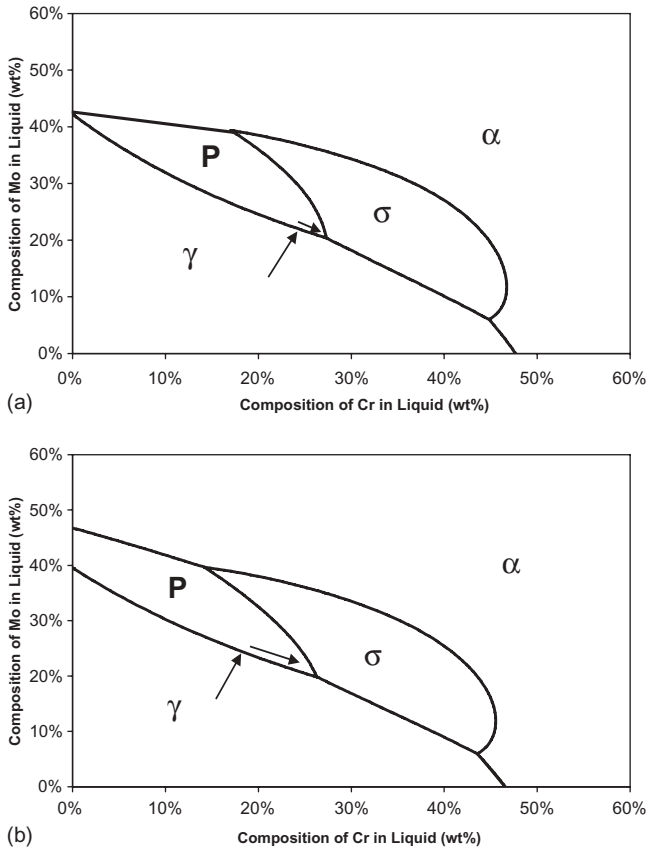 60%
50%
40%
30%
20%
10%
0%
Composition of Mo in Liquid (wt%)
α
P
σ
γ
0% 10% 20% 30% 40% 50% 60%
(a)
Composition of Cr in Liquid (wt%)
60%
50%
40%
30%
20%
10%
0%
Composition of Mo in Liquid (wt%)
α
P
σ
γ
0% 10% 20% 30% 40% 50% 60%
(b)
Composition of Cr in Liquid (wt%)